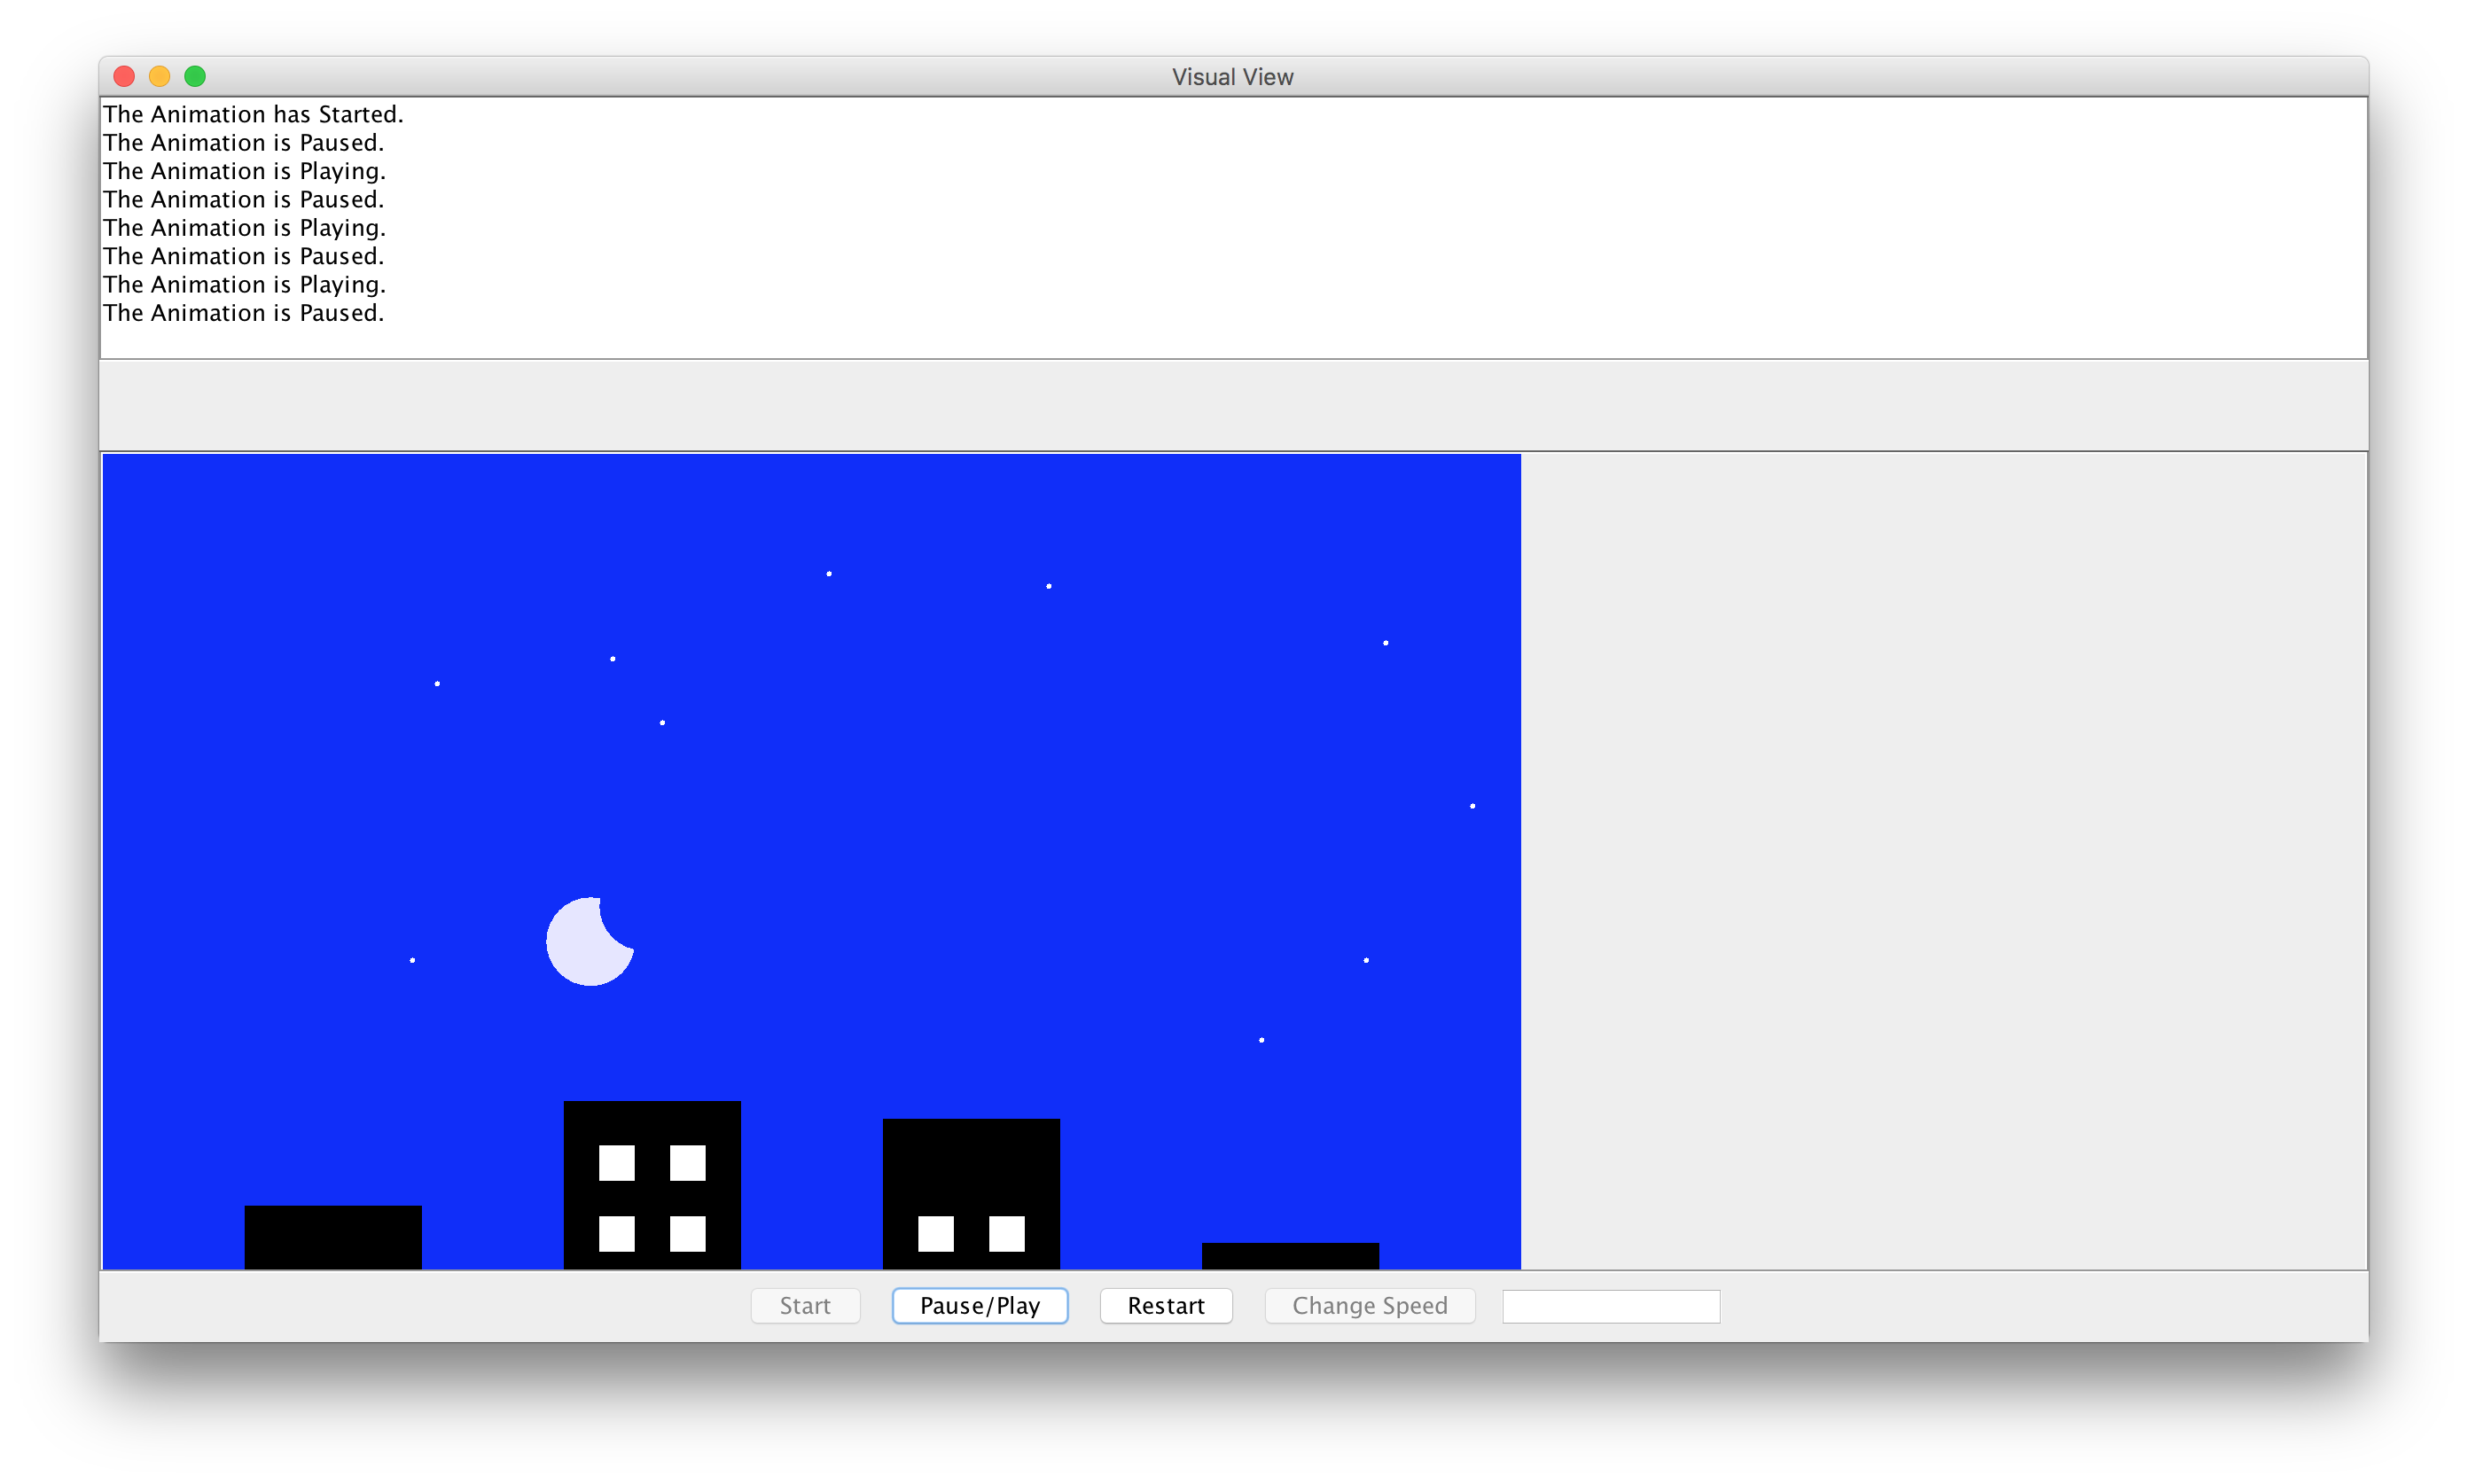 Visual View
The Animation has Started.
The Animation is Paused.
The Animation is Playing.
The Animation is Paused.
The Animation is Playing.
The Animation is Paused.
The Animation is Playing.
The Animation is Paused.
Start
Pause/Play
Restart
Change Speed